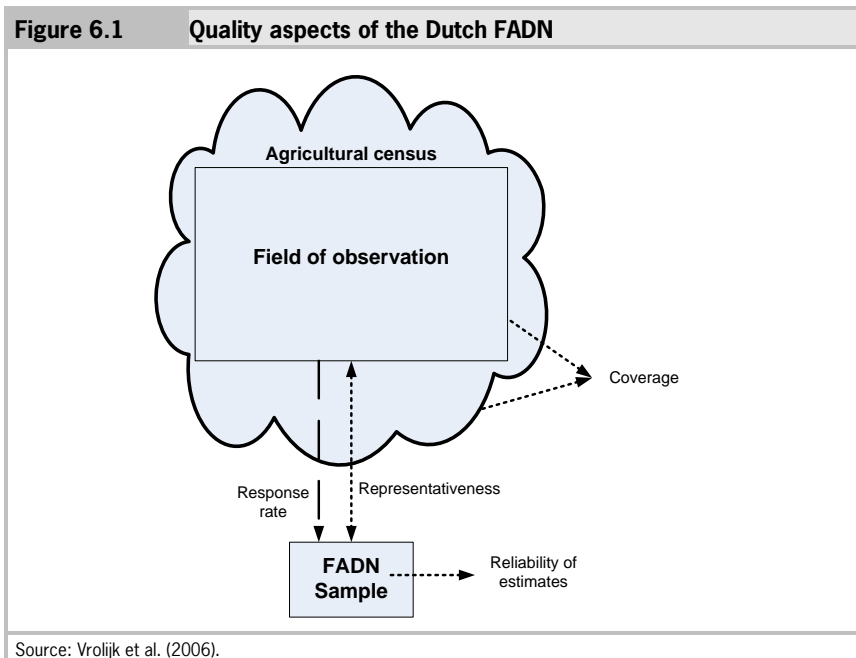 Figure 6.1 Quality aspects of the Dutch FADN
Agricultural census
Field of observation
Coverage
Response
rate
Representativeness
FADN
Sample
Reliability of
estimates
Source: Vrolijk et al. (2006).